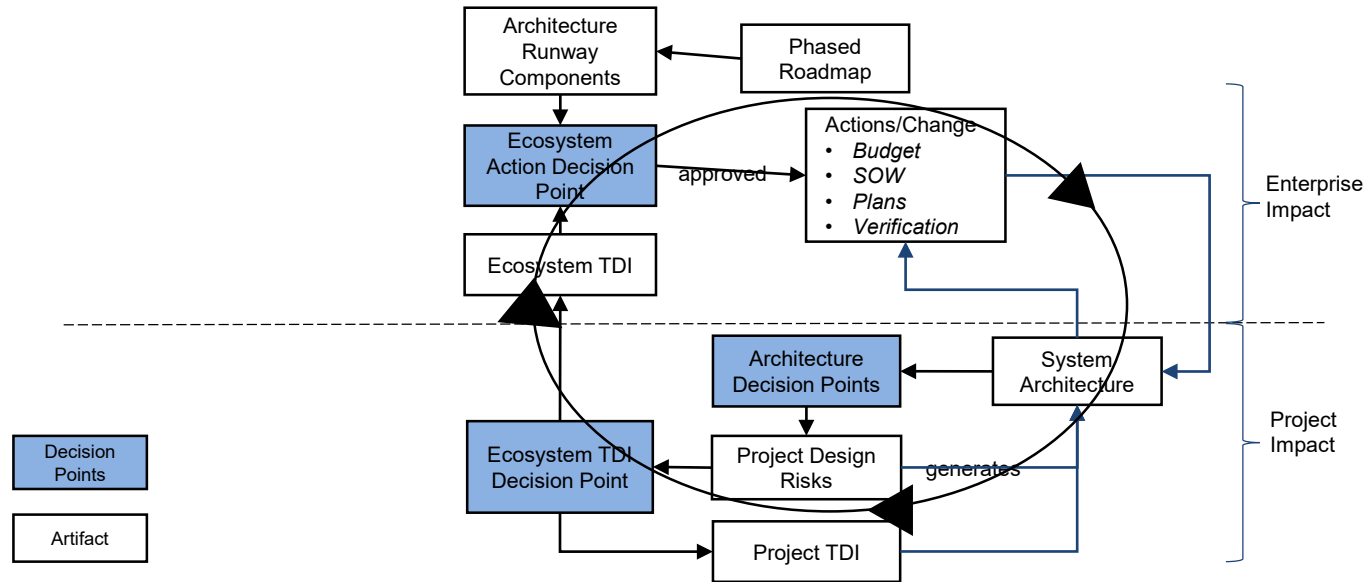 Architecture
Runway
Components
Phased
Roadmap
Ecosystem
Action Decision
Point
approved
Actions/Change
• Budget
• SOW
• Plans
• Verification
Enterprise
Impact
Ecosystem TDI
Architecture
Decision Points
System
Architecture
Project
Impact
Decision
Points
Ecosystem TDI
Decision Point
Project Design
Risks
generates
Artifact
Project TDI